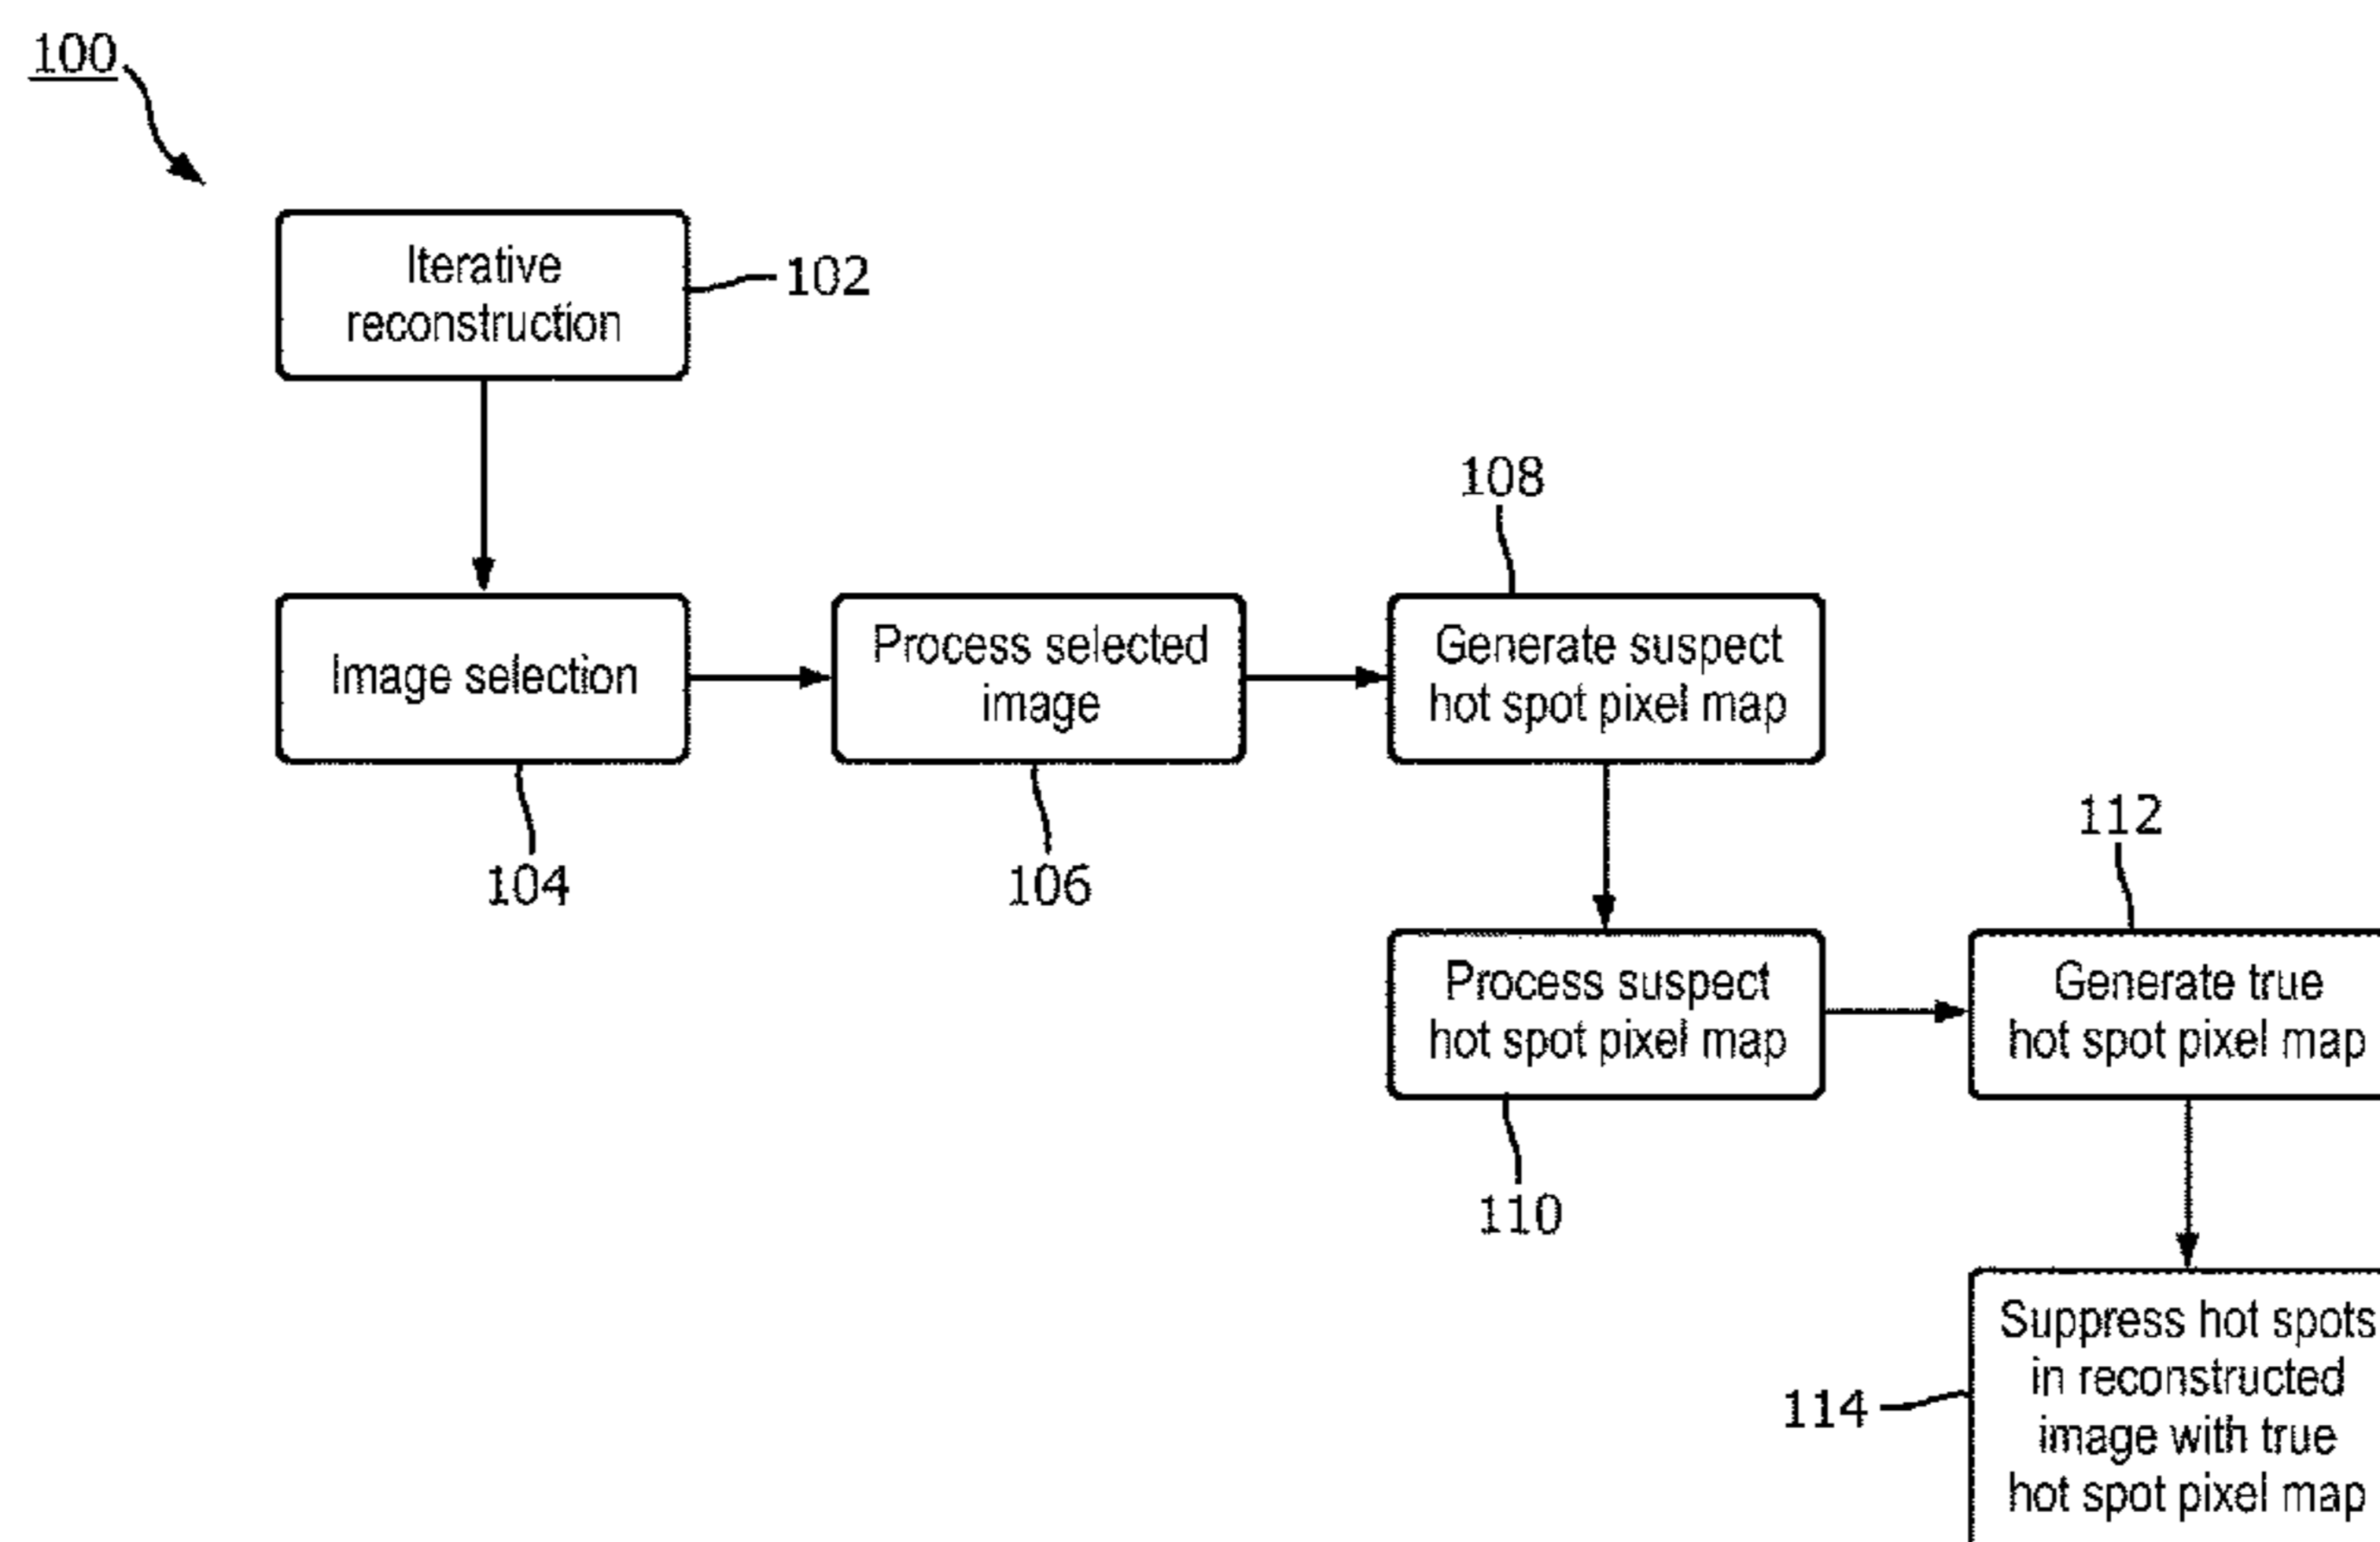 100
Iterative
reconstruction
102
108
Image selection
Process selected
image
Generate suspect
hot spot pixel map
104
106
112
Process suspect
hot spot pixel map
Generate true
hot spot pixel map
110
Suppress hot spots
in reconstructed
image with true
hot spot pixel map
114